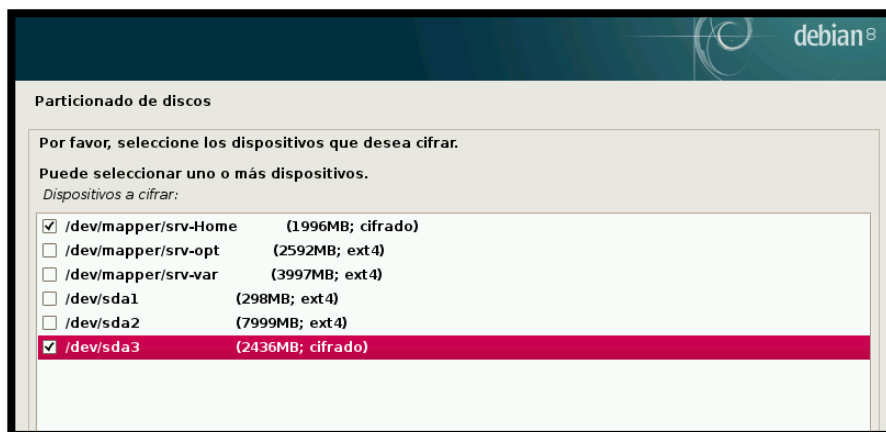 debian 8
Particionado de discos
Por favor, seleccione los dispositivos que desea cifrar.
Puede seleccionar uno o más dispositivos.
Dispositivos a cifrar:
/dev/mapper/srv-Home (1996MB; cifrado)
/dev/mapper/srv-opt (2592MB; ext4)
/dev/mapper/srv-var (3997MB; ext4)
/dev/sda1 (298MB; ext4)
/dev/sda2 (7999MB; ext4)
/dev/sda3 (2436MB; cifrado)